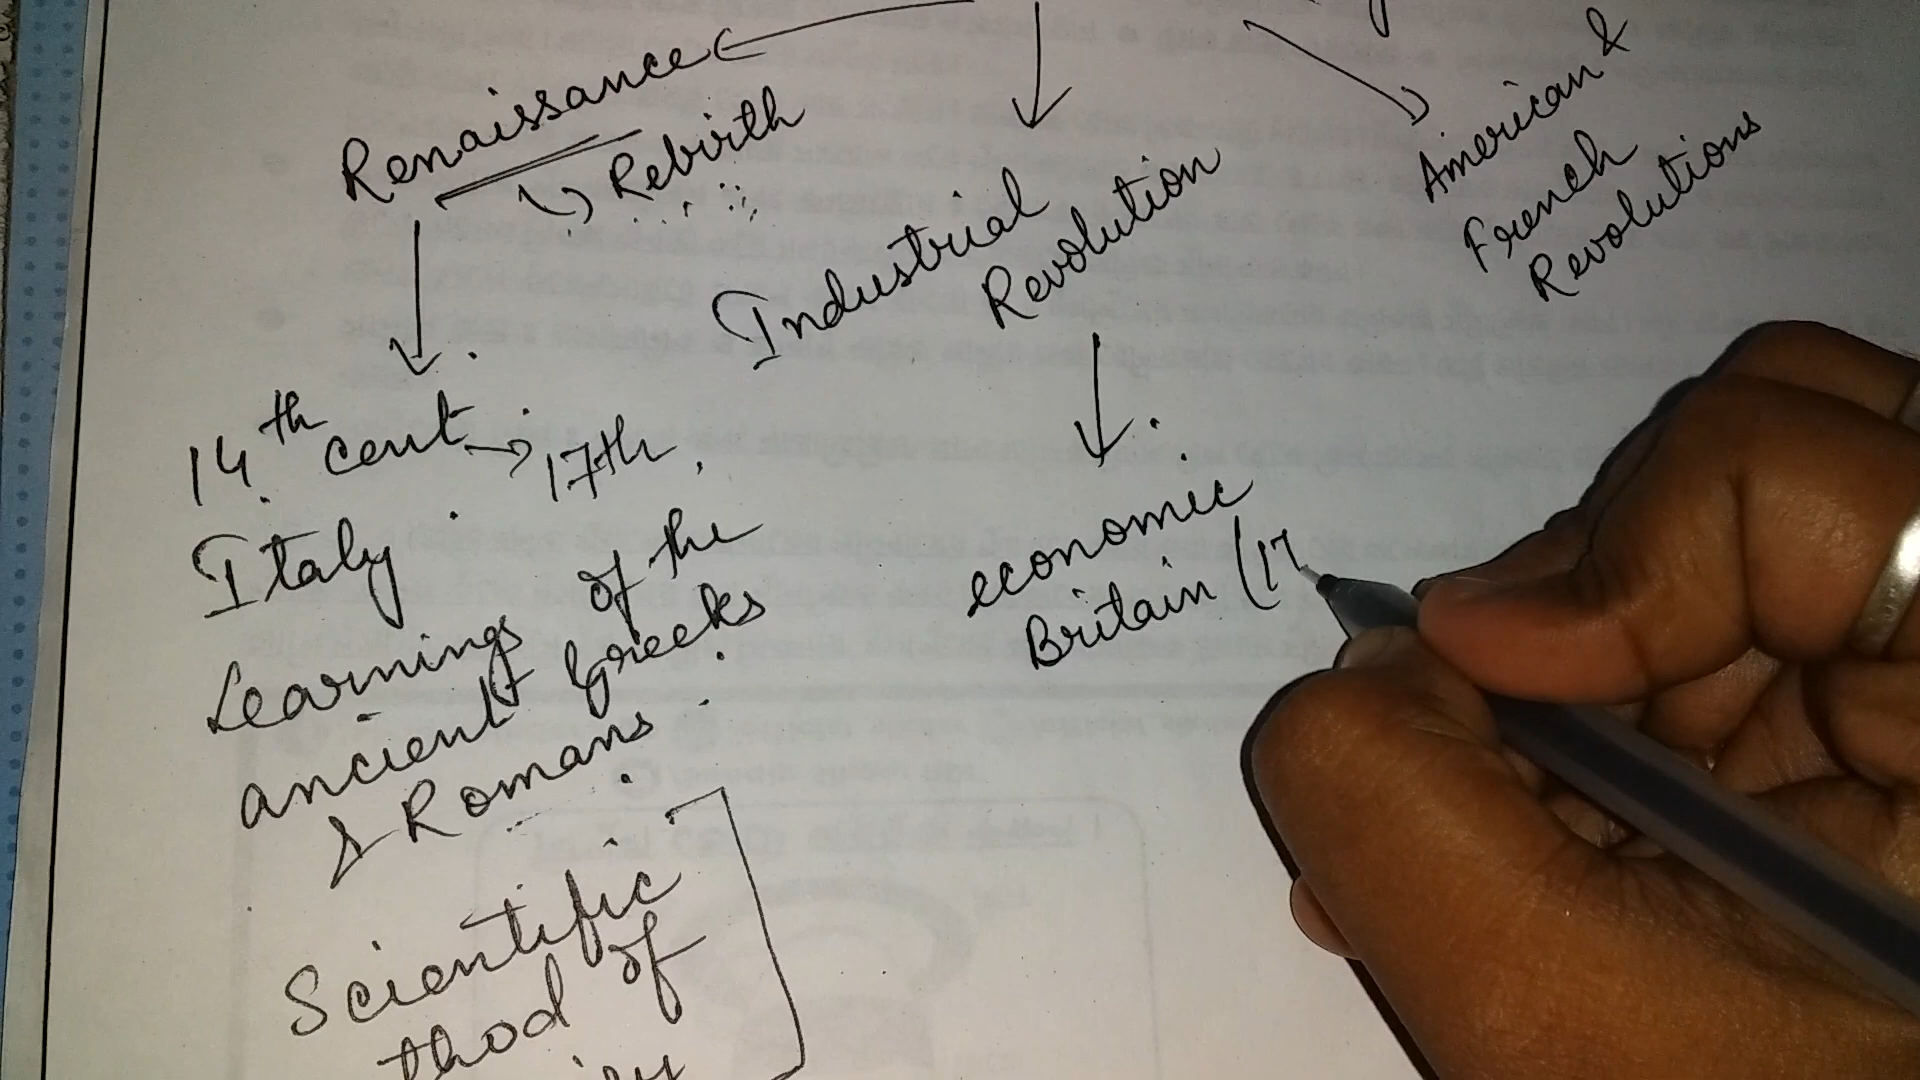 Renaissance
Rebirth
14th cent → 17th,
Italy
Learnings of the
ancient Greeks
& Romans
Scientific
thod of
Industrial
Revolution
economic
Britain (17
American &
French
Revolutions